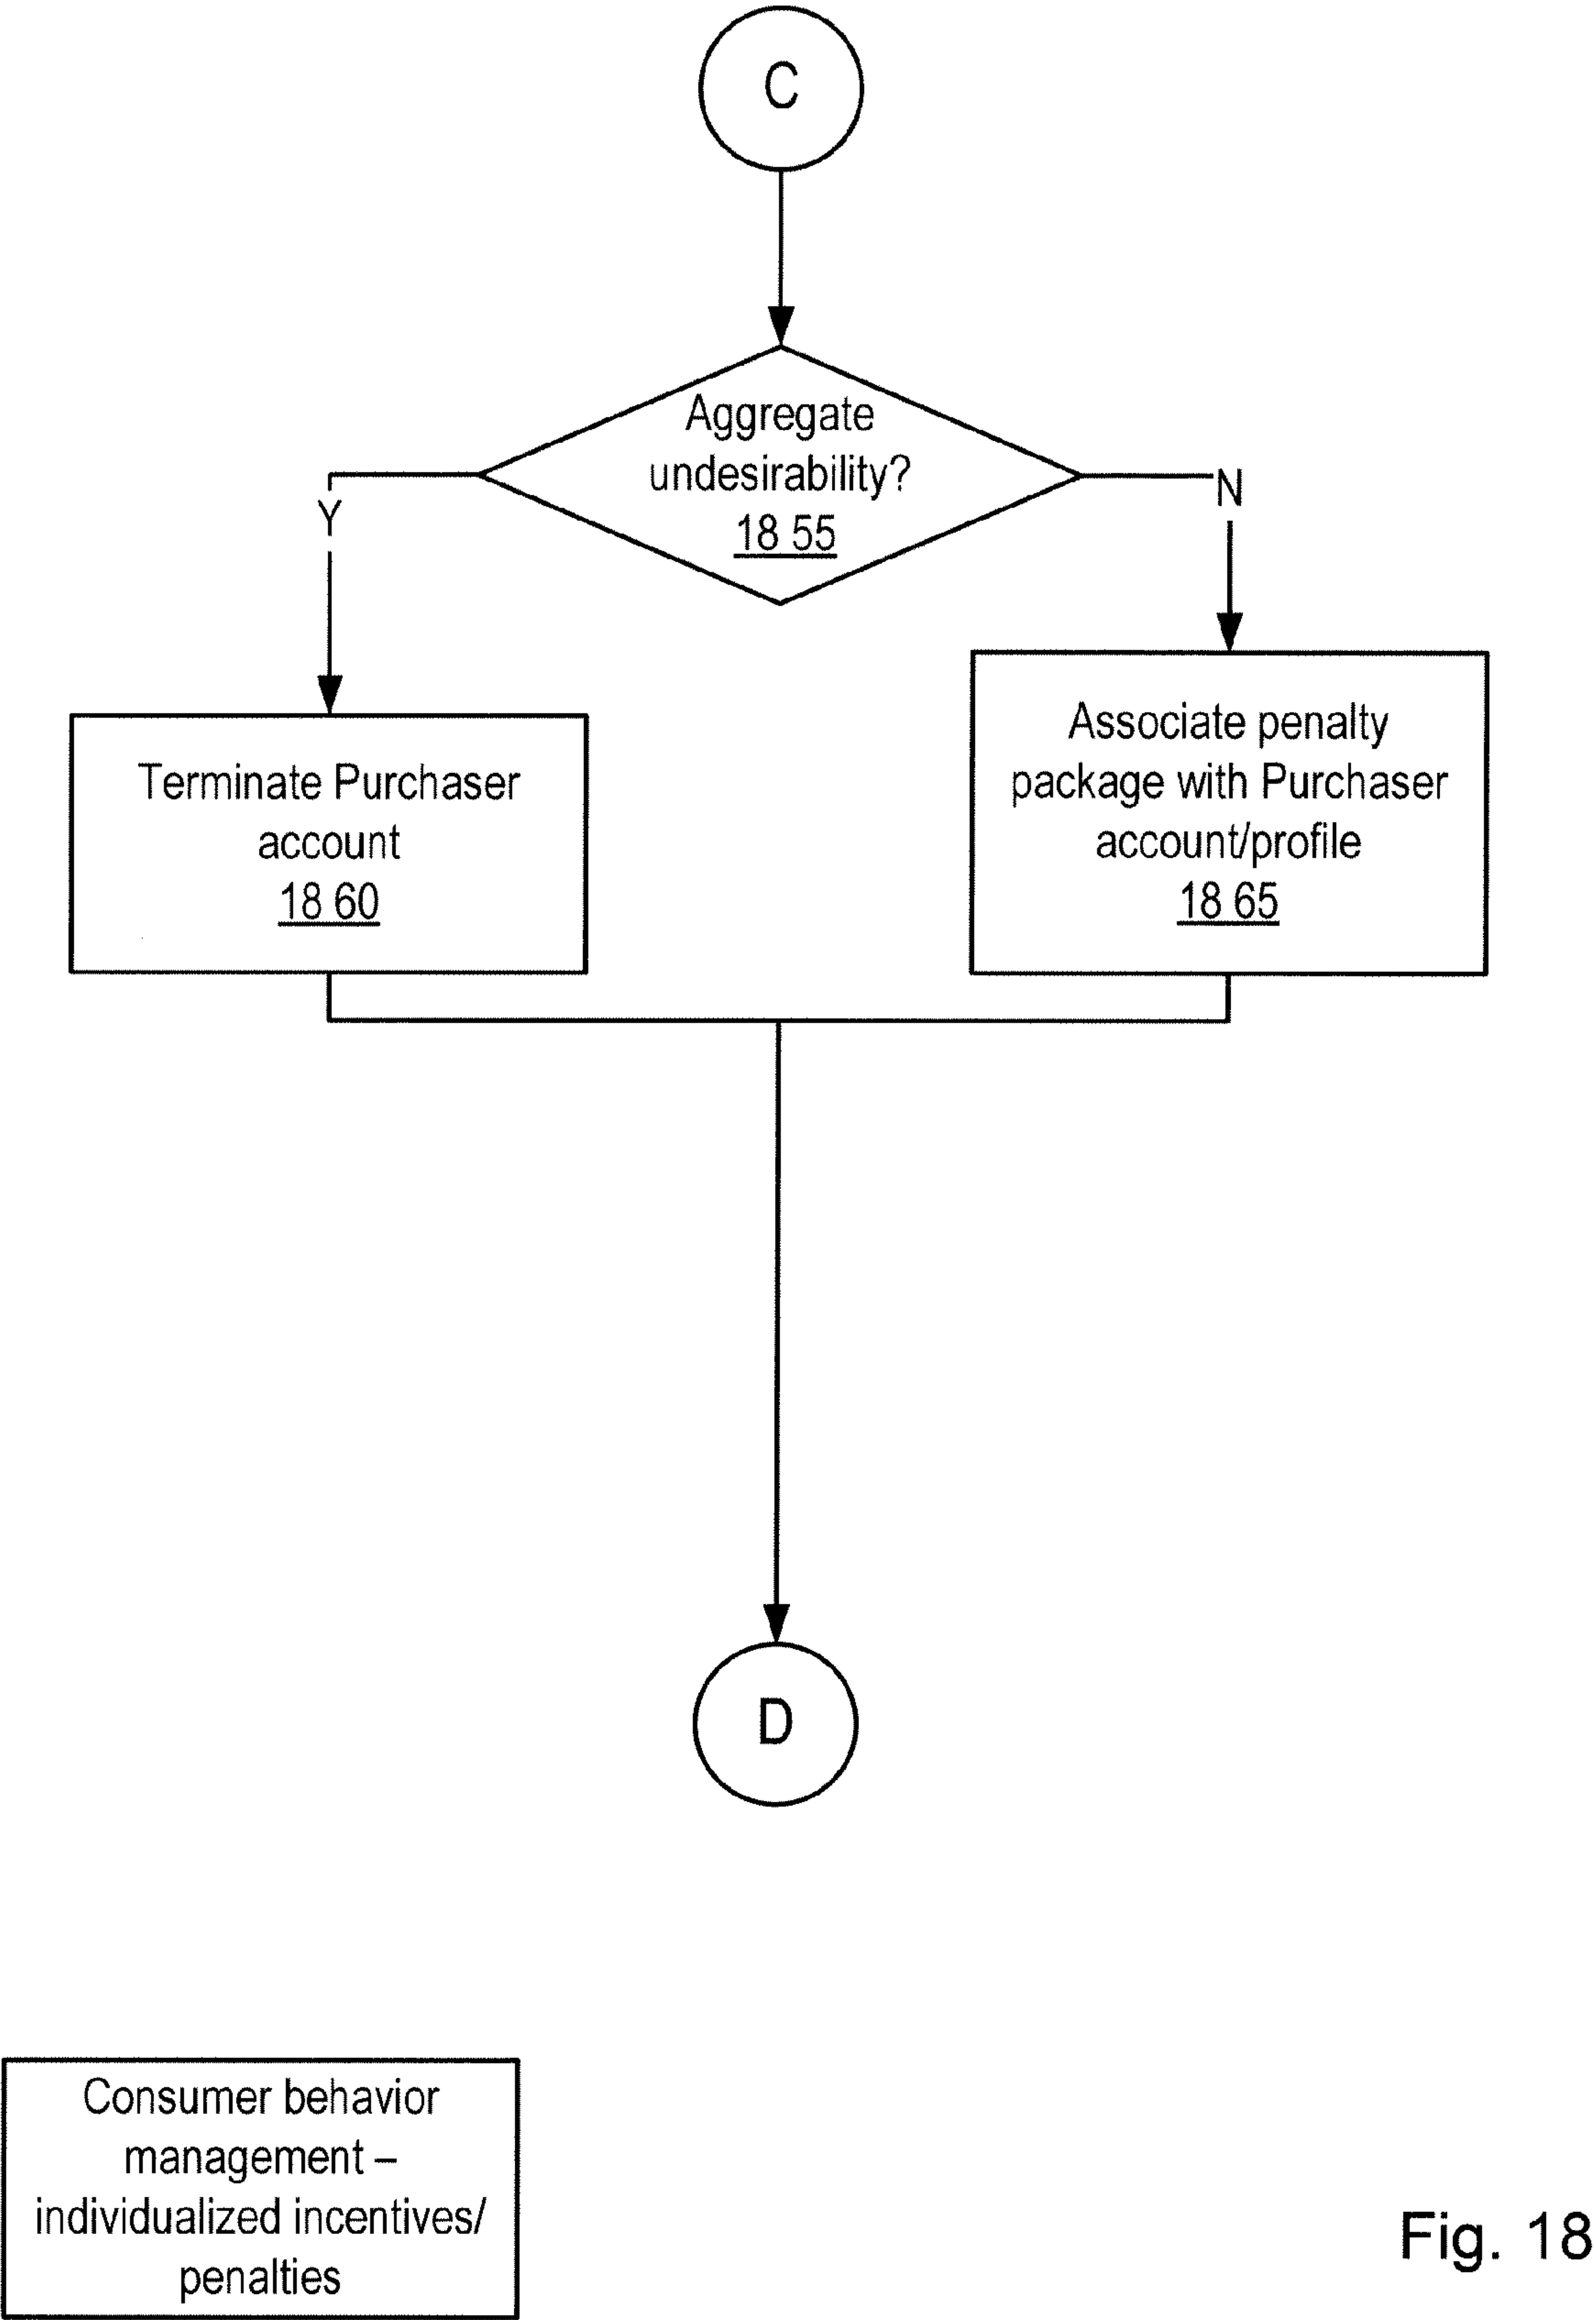 C
Aggregate
undesirability?
18 55
Y
N
Terminate Purchaser
account
18 60
Associate penalty
package with Purchaser
account/profile
18 65
D
Consumer behavior
management –
individualized incentives/
penalties
Fig. 18